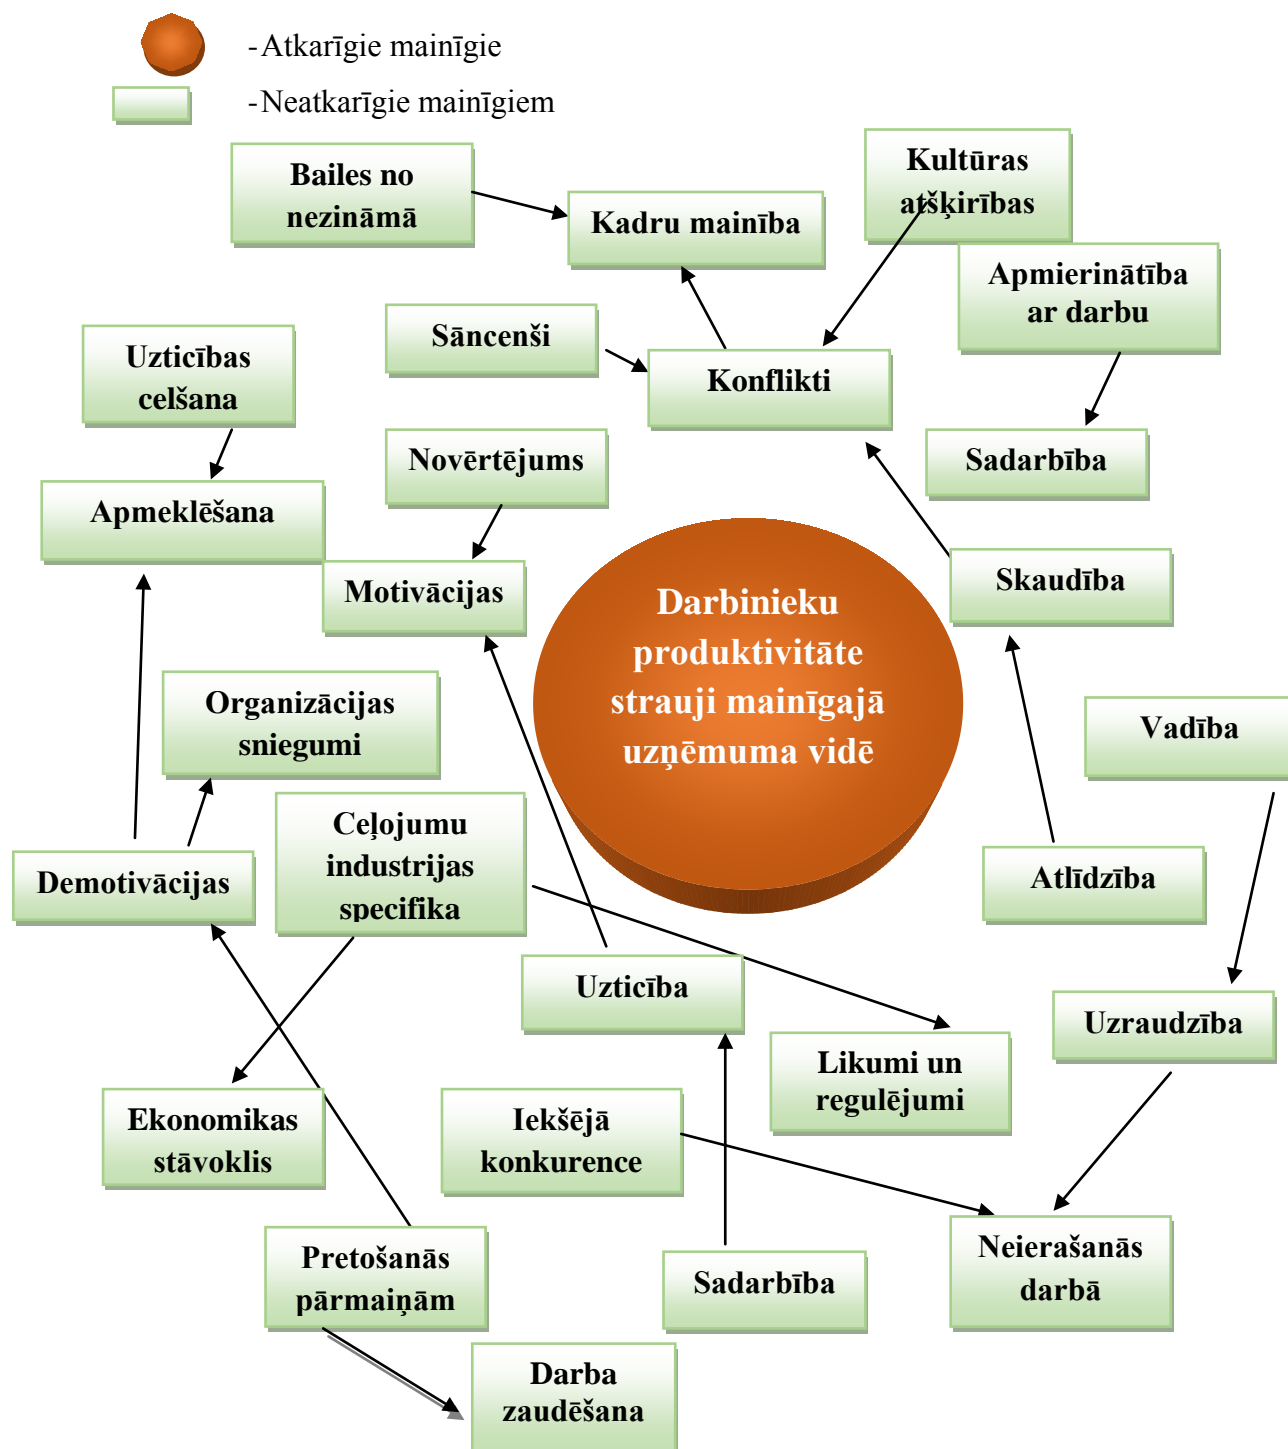 -Atkarīgie mainīgie
-Neatkarīgie mainīgiem
Bailes no
nezināmā
Kadru mainība
Kultūras
atšķirības
Apmierinātība
ar darbu
Sāncenši
Konflikti
Uzticības
celšana
Novērtējums
Sadarbība
Apmeklēšana
Motivācijas
Skaudība
Darbinieku
produktivitāte
strauji mainīgajā
uzņēmuma vidē
Organizācijas
sniegumi
Vadība
Ceļojumu
industrijas
specifika
Demotivācijas
Atlīdzība
Uzticība
Uzraudzība
Likumi un
regulējumi
Ekonomikas
stāvoklis
Iekšējā
konkurence
Pretošanās
pārmaiņām
Sadarbība
Neierašanās
darbā
Darba
zaudēšana